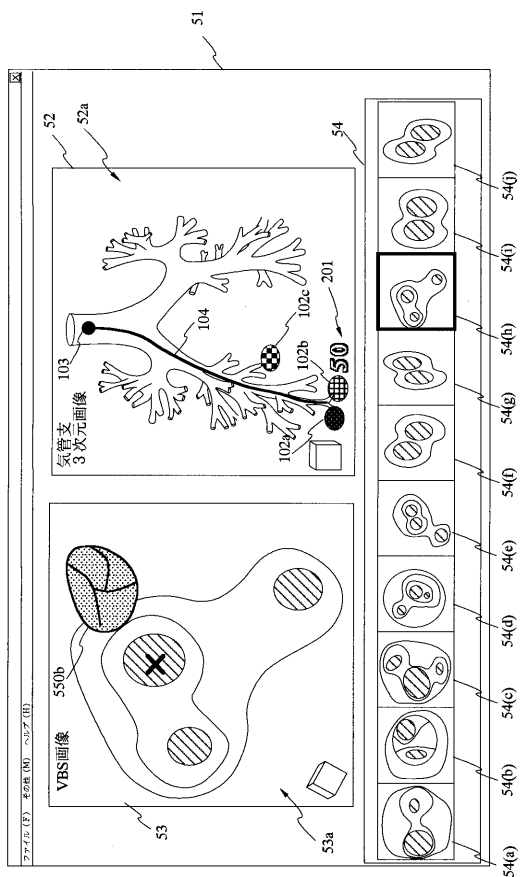 51
ファイル（F）　その他（M）　ヘルプ（H）
X
53
VBS画像
550b
53a
52
52a
気管支
3次元画像
103
104
102a
102b
102c
50
201
54
54(a)
54(b)
54(c)
54(d)
54(e)
54(f)
54(g)
54(h)
54(i)
54(j)